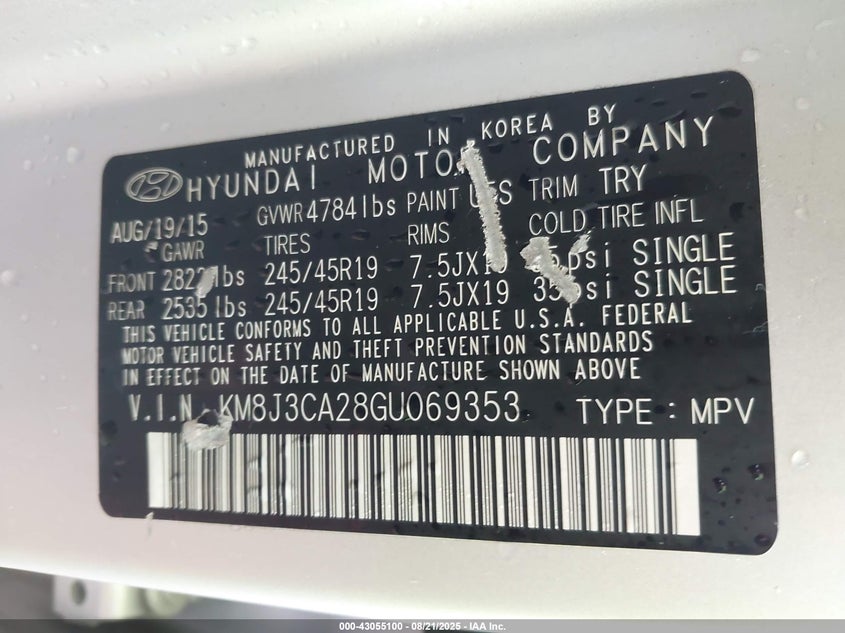 MANUFACTURED IN KOREA BY
HYUNDAI MOTOR COMPANY
AUG/19/15 GVWR 4784 lbs PAINT TRIM TRY
GAWR TIRES RIMS COLD TIRE INFL
FRONT lbs 245/45R19 7.5JX19 psi SINGLE
REAR 2535 lbs 245/45R19 7.5JX19 35psi SINGLE
THIS VEHICLE CONFORMS TO ALL APPLICABLE U.S.A. FEDERAL
MOTOR VEHICLE SAFETY AND THEFT PREVENTION STANDARDS
IN EFFECT ON THE DATE OF MANUFACTURE SHOWN ABOVE
V.I.N. KM8J3CA28GU069353 TYPE : MPV
000-43055100 - 08/21/2025 - IAA Inc.